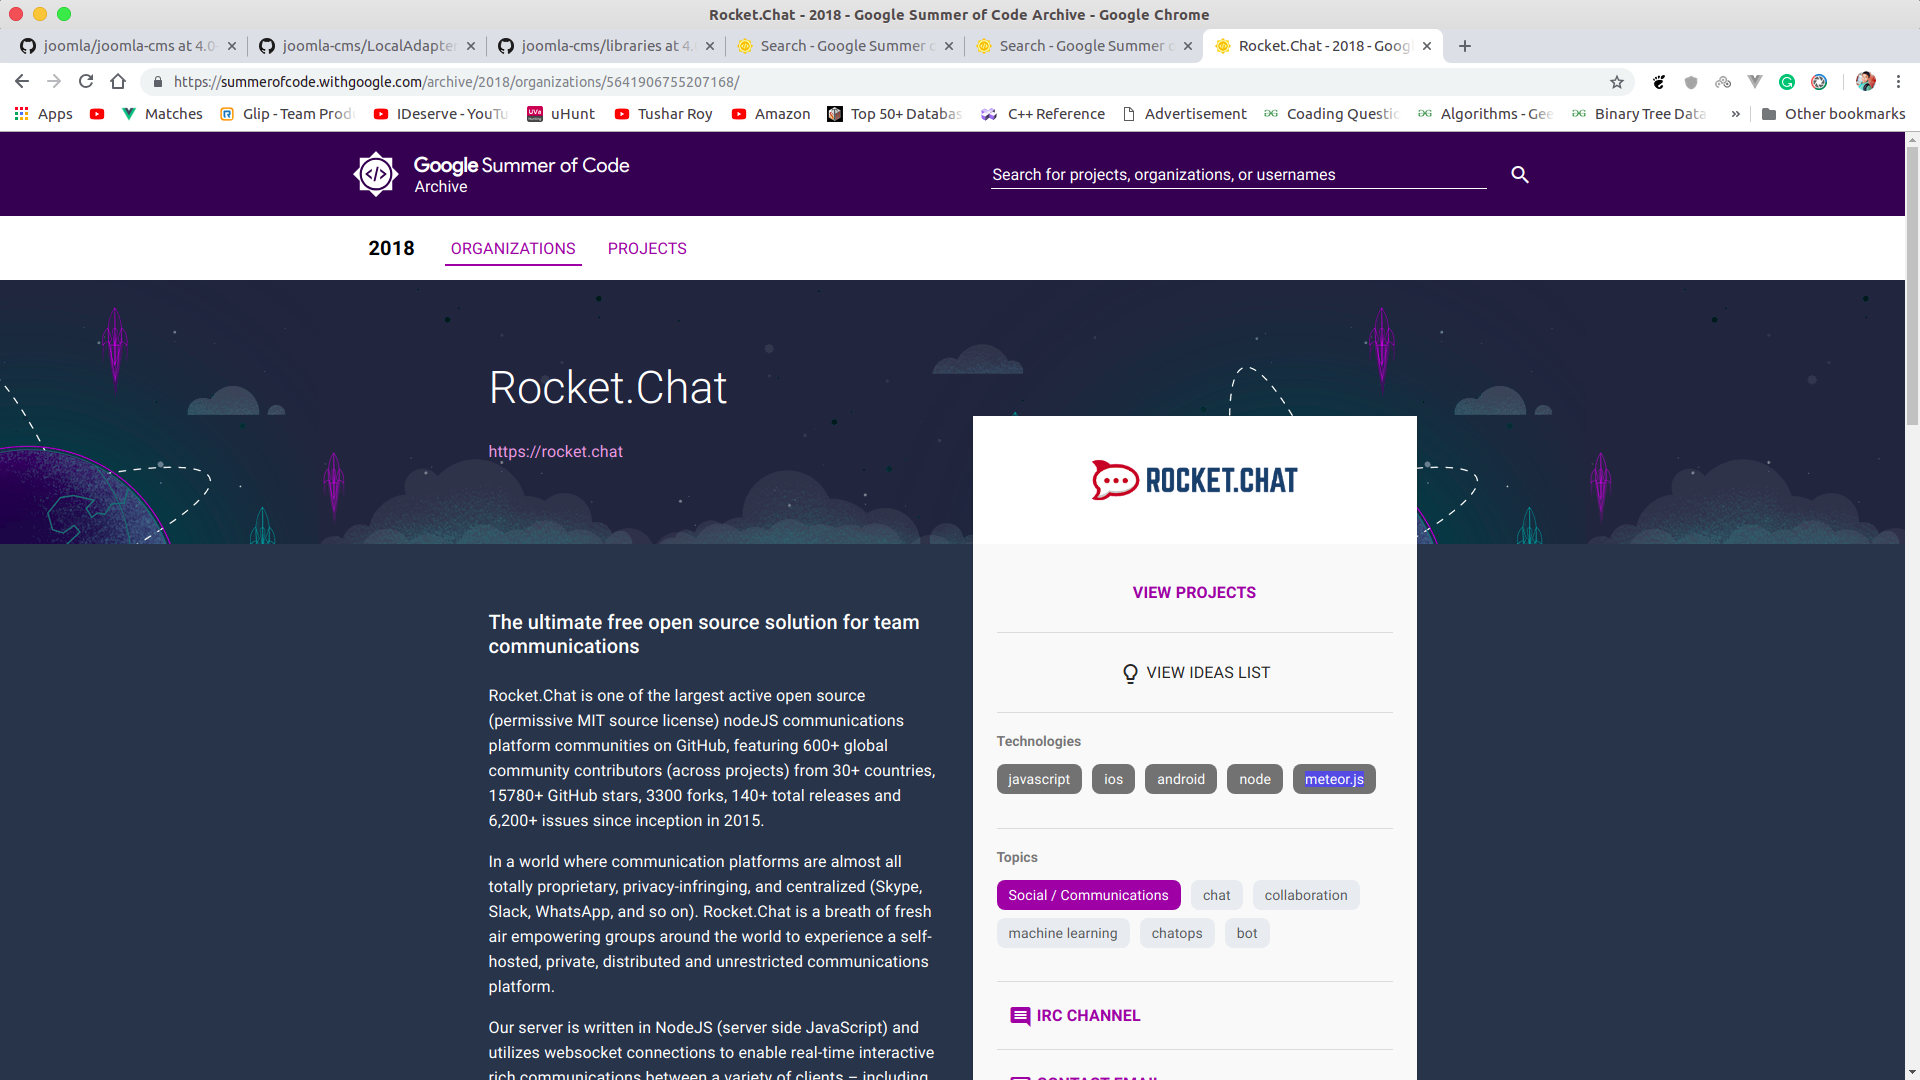 Rocket.Chat - 2018 - Google Summer of Code Archive - Google Chrome
joomla/joomla-cms at 4.0-
joomla-cms/LocalAdapter
joomla-cms/libraries at 4.
Search - Google Summer
Search - Google Summer
Rocket.Chat - 2018 - Goog
https://summerofcode.withgoogle.com/archive/2018/organizations/5641906755207168/
Apps
Matches
Glip - Team Prod
IDeserve - YouTu
uHunt
Tushar Roy
Amazon
Top 50+ Databas
C++ Reference
Advertisement
Coading Questic
Algorithms - Gee
Binary Tree Data
»
Other bookmarks
Google Summer of Code
Archive
Search for projects, organizations, or usernames
2018
ORGANIZATIONS
PROJECTS
Rocket.Chat
https://rocket.chat
ROCKET.CHAT
The ultimate free open source solution for team
communications
Rocket.Chat is one of the largest active open source
(permissive MIT source license) nodeJS communications
platform communities on GitHub, featuring 600+ global
community contributors (across projects) from 30+ countries,
15780+ GitHub stars, 3300 forks, 140+ total releases and
6,200+ issues since inception in 2015.
In a world where communication platforms are almost all
totally proprietary, privacy-infringing, and centralized (Skype,
Slack, WhatsApp, and so on). Rocket.Chat is a breath of fresh
air empowering groups around the world to experience a self-
hosted, private, distributed and unrestricted communications
platform.
Our server is written in NodeJS (server side JavaScript) and
utilizes websocket connections to enable real-time interactive
rich communications between a variety of clients – including
VIEW PROJECTS
VIEW IDEAS LIST
Technologies
javascript
ios
android
node
meteor.js
Topics
Social / Communications
chat
collaboration
machine learning
chatops
bot
IRC CHANNEL
CONTACT EMAIL